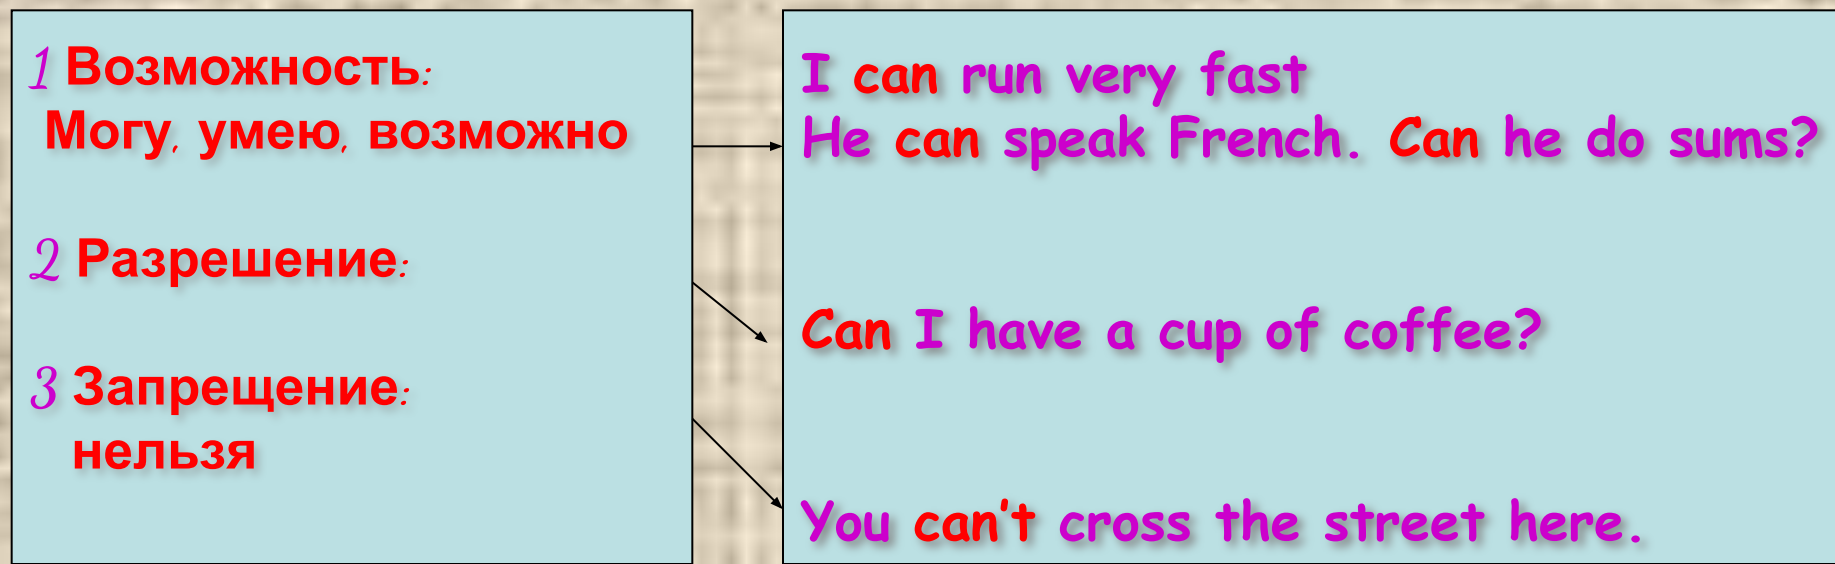 1 Возможность:
Могу, умею, возможно
2 Разрешение:
3 Запрещение:
нельзя
I can run very fast
He can speak French. Can he do sums?
Can I have a cup of coffee?
You can't cross the street here.